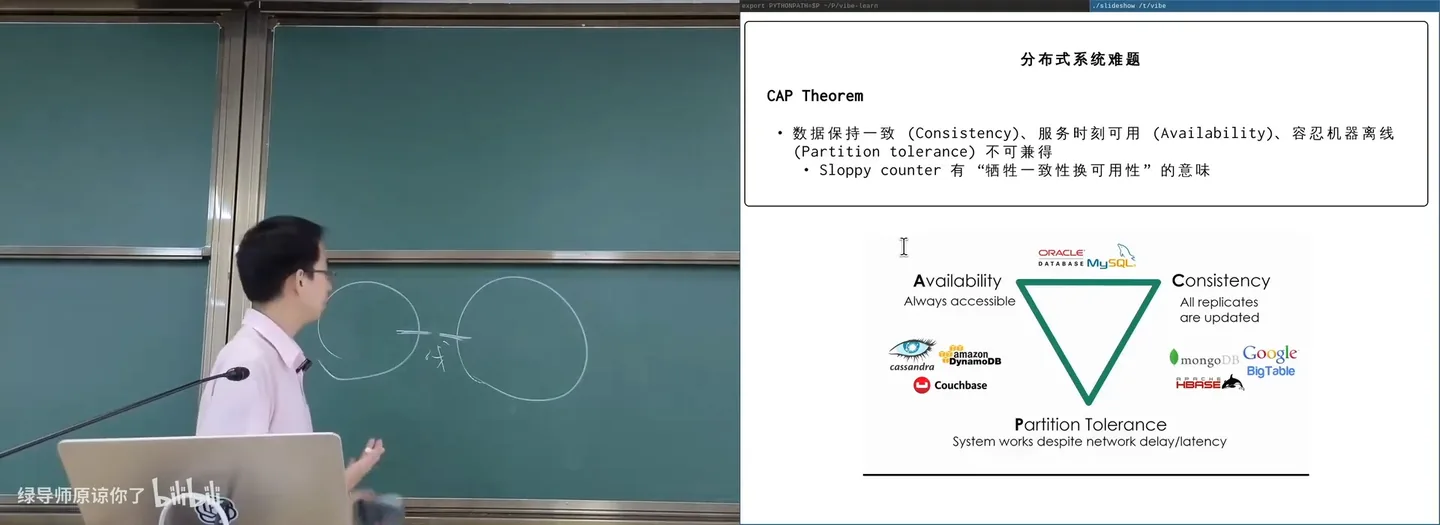 export PYTHONPATH=$P ~/P/vibe-learn
./slideshow /t/vibe
分布式系统难题
CAP Theorem
• 数据保持一致 (Consistency)、服务时刻可用 (Availability)、容忍机器离线
(Partition tolerance) 不可兼得
• Sloppy counter 有 “牺牲一致性换可用性” 的意味
ORACLE
DATABASE
MySQL
Availability
Always accessible
Consistency
All replicates
are updated
cassandra
amazon
DynamoDB
Couchbase
mongoDB
Google
BigTable
APACHE
HBASE
Partition Tolerance
System works despite network delay/latency
绿导师原谅你了 bilibili